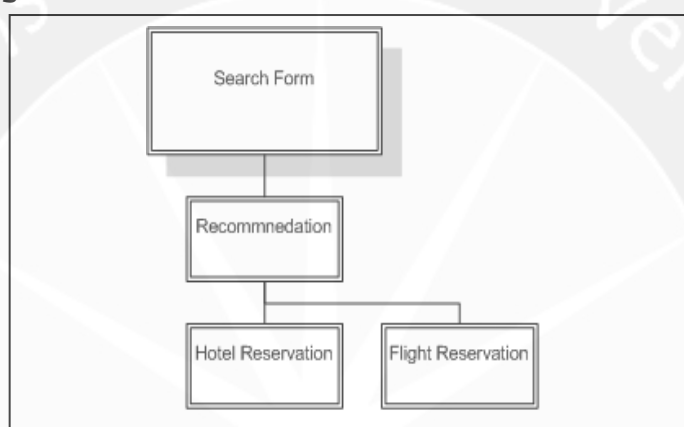 Search Form
Recommnedation
Hotel Reservation
Flight Reservation